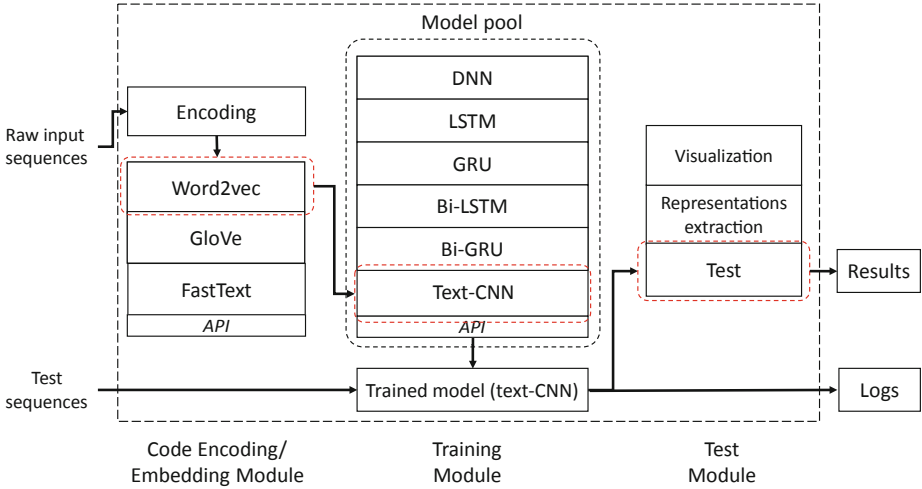 Model pool
DNN
LSTM
GRU
Bi-LSTM
Bi-GRU
Text-CNN
API
Raw input
sequences
Encoding
Word2vec
GloVe
FastText
API
Visualization
Representations
extraction
Test
Results
Test
sequences
Trained model (text-CNN)
Logs
Code Encoding/
Embedding Module
Training
Module
Test
Module